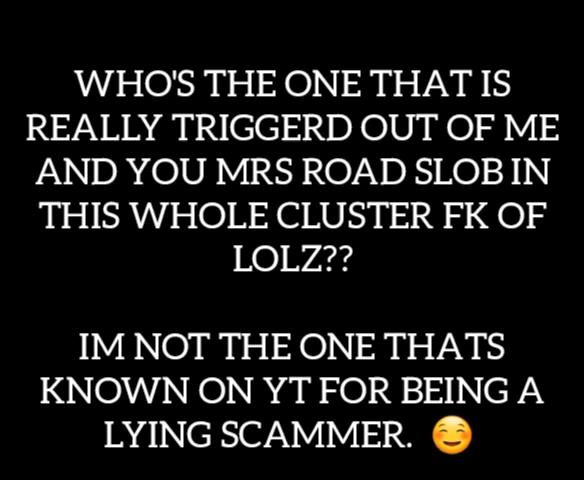 WHO'S THE ONE THAT IS
REALLY TRIGGERD OUT OF ME
AND YOU MRS ROAD SLOB IN
THIS WHOLE CLUSTER FK OF
LOLZ??
IM NOT THE ONE THATS
KNOWN ON YT FOR BEING A
LYING SCAMMER. ☺️